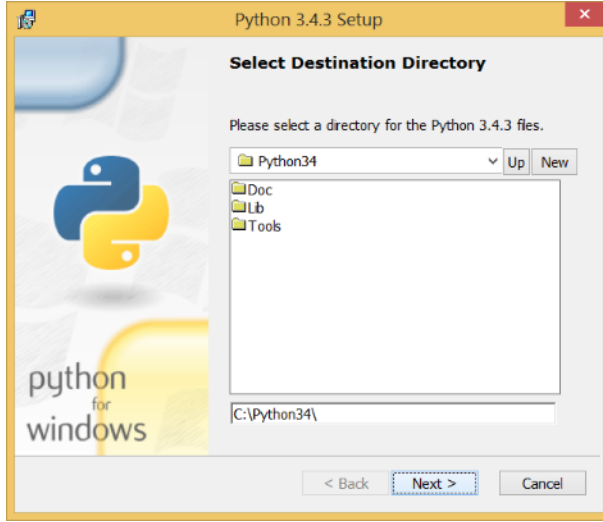 Python 3.4.3 Setup
Select Destination Directory
Please select a directory for the Python 3.4.3 files.
Python34
Up
New
Doc
Lib
Tools
C:\Python34\
python
for
windows
< Back
Next >
Cancel